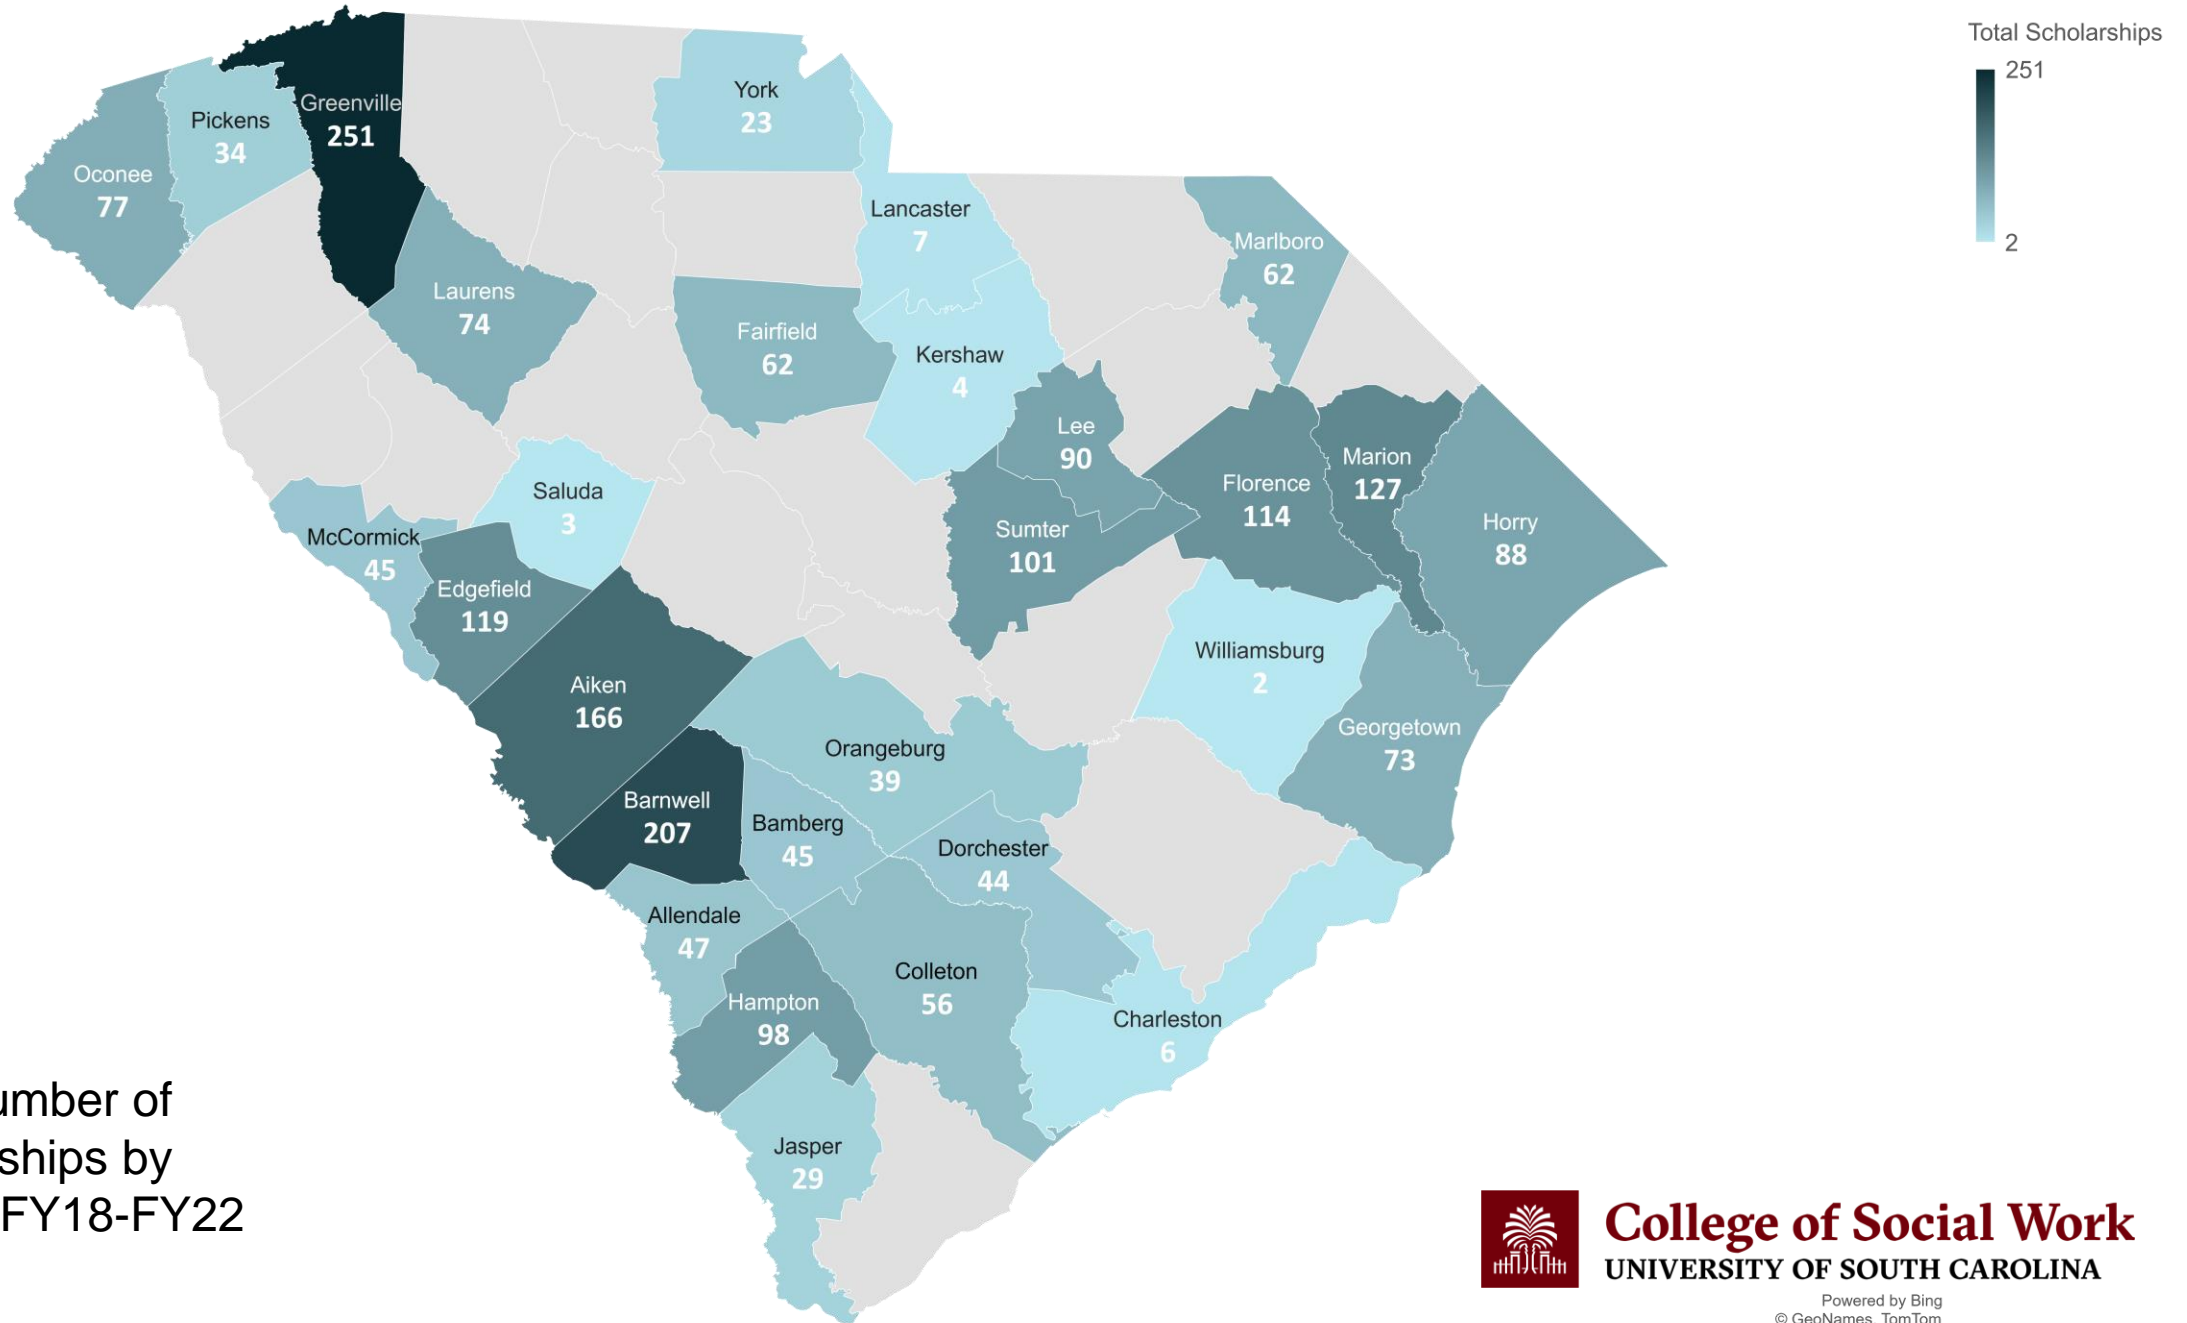 Total Scholarships
251
2
York
23
Greenville
251
Pickens
34
Oconee
77
Lancaster
7
Marlboro
62
Laurens
74
Fairfield
62
Kershaw
4
Lee
90
Marion
127
Florence
114
Saluda
3
Horry
88
Sumter
101
McCormick
45
Edgefield
119
Williamsburg
2
Aiken
166
Georgetown
73
Orangeburg
39
Barnwell
207
Bamberg
45
Dorchester
44
Allendale
47
Colleton
56
Hampton
98
Charleston
6
Jasper
29
umber of
ships by
FY18-FY22
College of Social Work
UNIVERSITY OF SOUTH CAROLINA
Powered by Bing
© GeoNames, TomTom